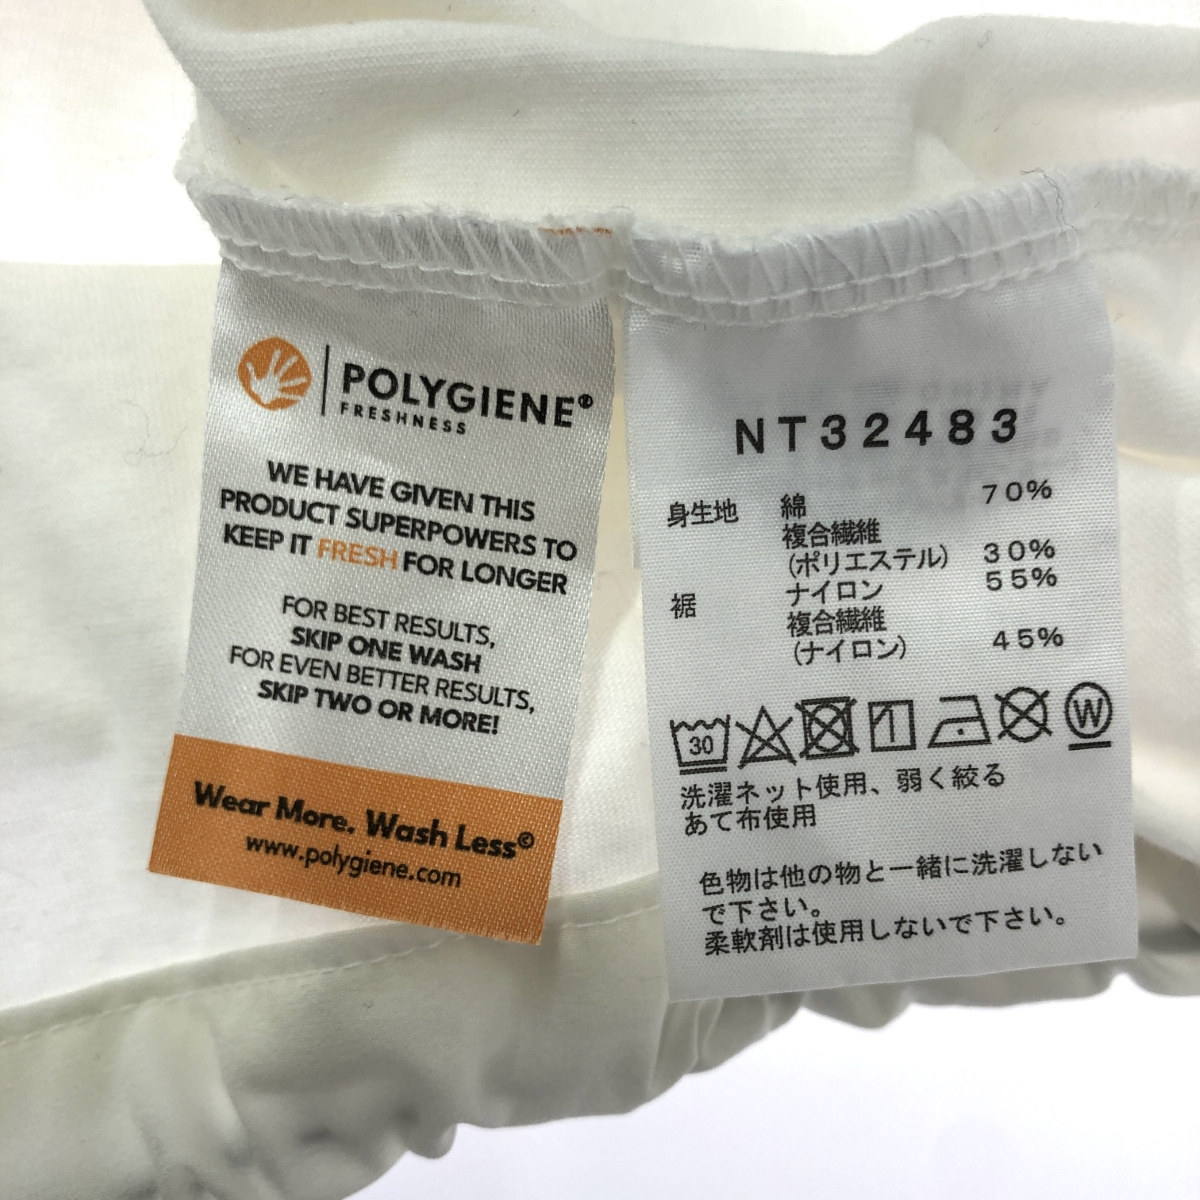 POLYGIENE®
FRESHNESS
WE HAVE GIVEN THIS
PRODUCT SUPERPOWERS TO
KEEP IT FRESH FOR LONGER
FOR BEST RESULTS,
SKIP ONE WASH
FOR EVEN BETTER RESULTS,
SKIP TWO OR MORE!
Wear More. Wash Less©
www.polygiene.com
NT32483
身生地 綿 70%
複合繊維
(ポリエステル) 30%
裾 ナイロン 55%
複合繊維
(ナイロン) 45%
30 W
洗濯ネット使用、弱く絞る
あて布使用
色物は他の物と一緒に洗濯しない
で下さい。
柔軟剤は使用しないで下さい。